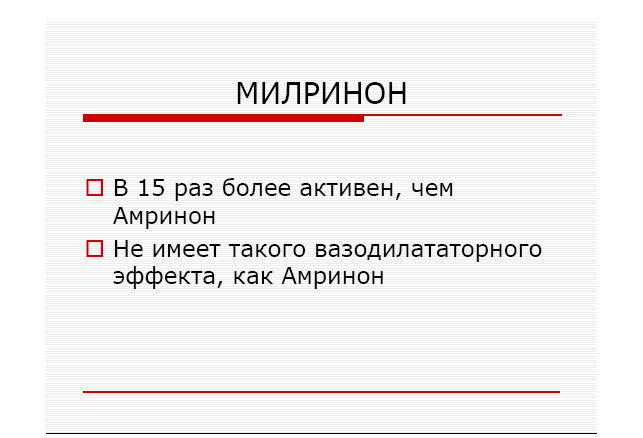 МИЛРИНОН
В 15 раз более активен, чем
Амринон
Не имеет такого вазодилататорного
эффекта, как Амринон